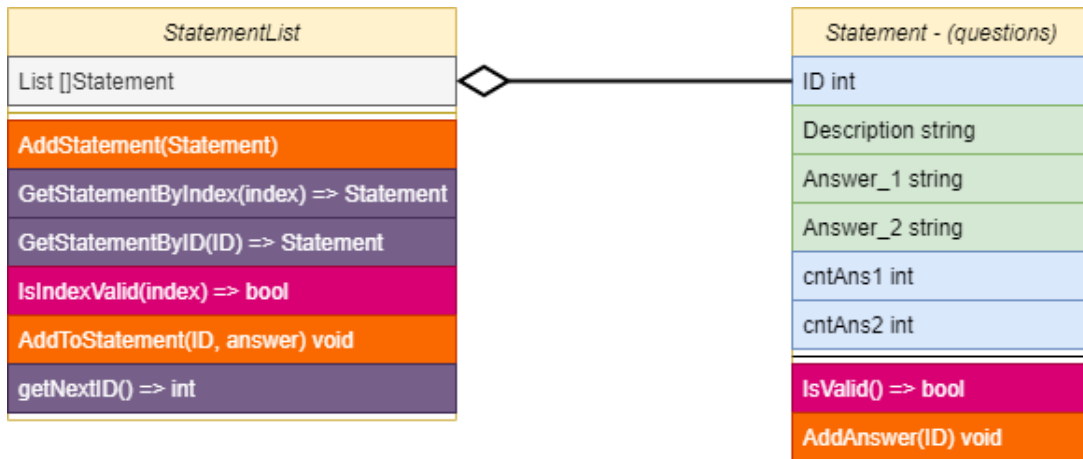 StatementList
List []Statement
AddStatement(Statement)
GetStatementByIndex(index) => Statement
GetStatementByID(ID) => Statement
IsIndexValid(index) => bool
AddToStatement(ID, answer) void
getNextID() => int
Statement - (questions)
ID int
Description string
Answer_1 string
Answer_2 string
cntAns1 int
cntAns2 int
IsValid() => bool
AddAnswer(ID) void